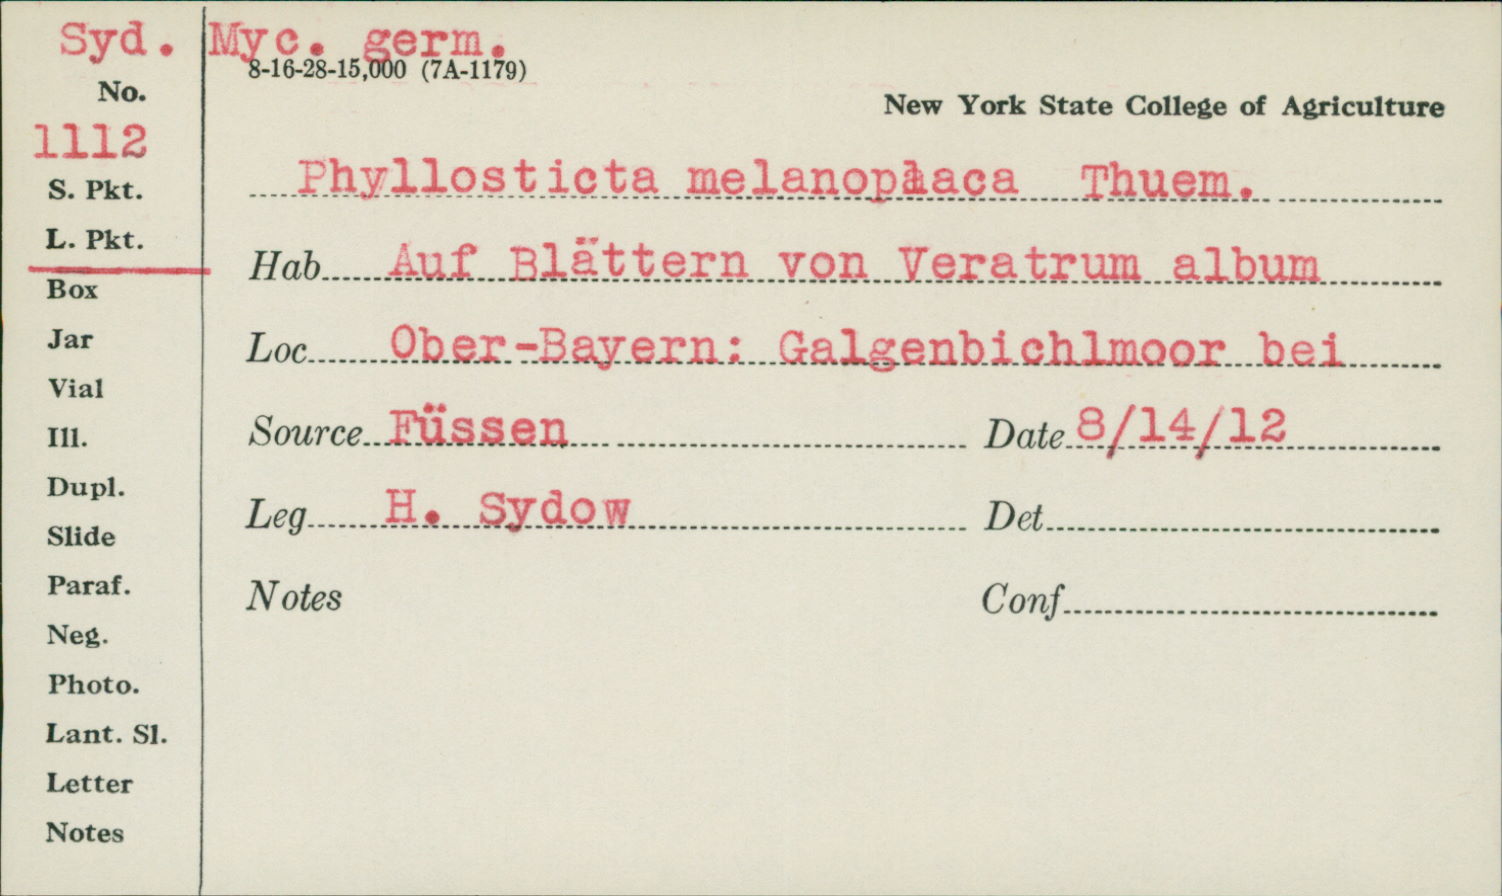 Syd. Myc. germ.
8-16-28-15,000 (7A-1179)
No.
New York State College of Agriculture
1112
Phyllosticta melanoplaca Thuem.
S. Pkt.
L. Pkt.
Hab. Auf Blättern von Veratrum album
Box
Jar
Loc. Ober-Bayern: Galgenbichlmoor bei
Vial
Ill.
Source Füssen Date 8/14/12
Dupl.
Leg. H. Sydow Det.
Slide
Paraf.
Notes Conf.
Neg.
Photo.
Lant. Sl.
Letter
Notes